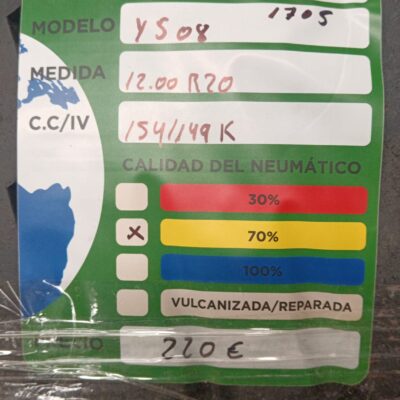 1705
MODELO YS08
MEDIDA 12.00 R20
C.C/IV 154/149 K
CALIDAD DEL NEUMÁTICO
30%
x 70%
100%
VULCANIZADA/REPARADA
PRECIO 220 €